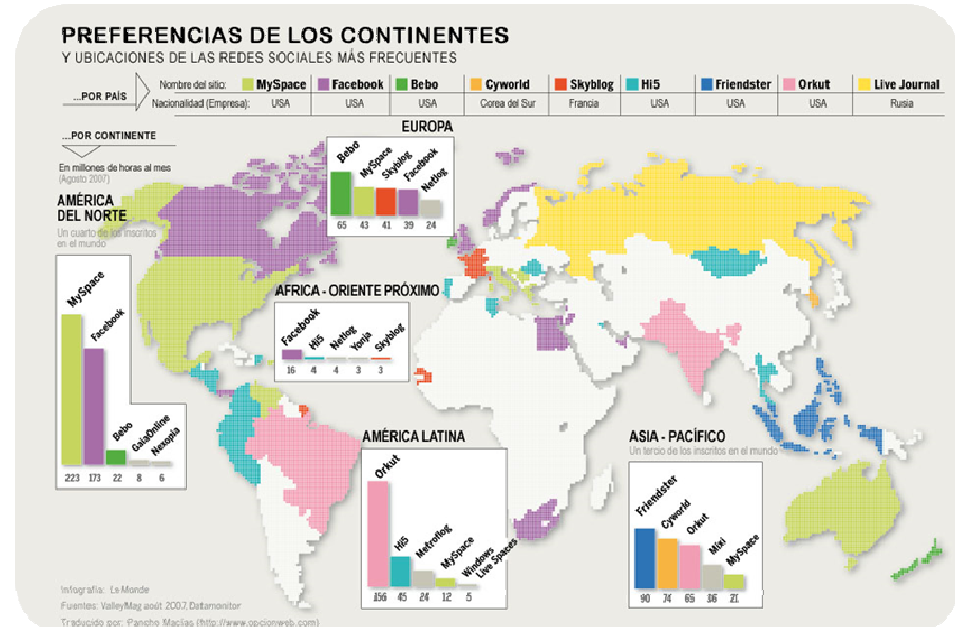 PREFERENCIAS DE LOS CONTINENTES
Y UBICACIONES DE LAS REDES SOCIALES MÁS FRECUENTES
...POR PAÍS
Nombre del sitio: MySpace Facebook Bebo Cyworld Skyblog Hi5 Friendster Orkut Live Journal
Nacionalidad (Empresa): USA USA USA Corea del Sur Francia USA USA USA Rusia
...POR CONTINENTE
En millones de horas al mes
(Agosto 2007)
AMÉRICA
DEL NORTE
Un cuarto de los inscritos
en el mundo
MySpace
Facebook
Bebo
GaiaOnline
Nexopia
223 173 22 8 6
EUROPA
Bebo
MySpace
Skyblog
Facebook
Netlog
65 43 41 39 24
AFRICA - ORIENTE PRÓXIMO
Facebook
Hi5
Netlog
Yonja
Skyblog
16 4 4 3 3
AMÉRICA LATINA
Orkut
Hi5
Metroflog
MySpace
Windows
Live Spaces
156 45 24 12 5
ASIA - PACÍFICO
Un tercio de los inscritos en el mundo
Friendster
Cyworld
Orkut
Mixi
MySpace
90 74 69 36 21
Infografía: Le Monde
Fuentes: ValleyMag août 2007, Datamonitor
Traducido por: Pancho Macías (http://www.opcionweb.com)